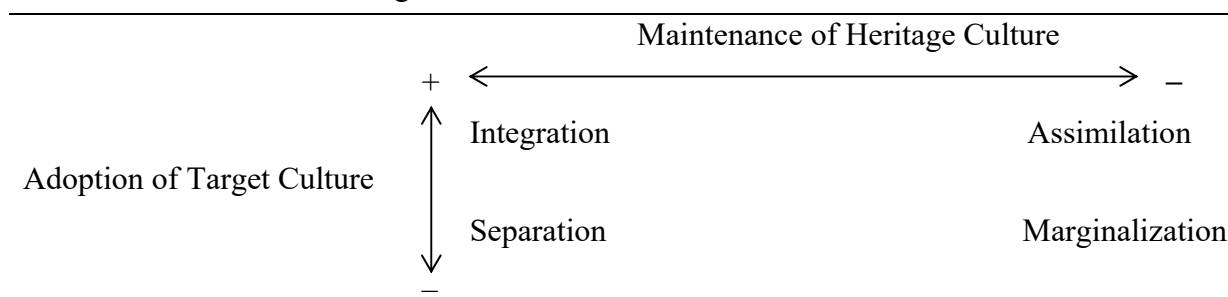 Maintenance of Heritage Culture
+ –
Integration Assimilation
Adoption of Target Culture
Separation Marginalization
–